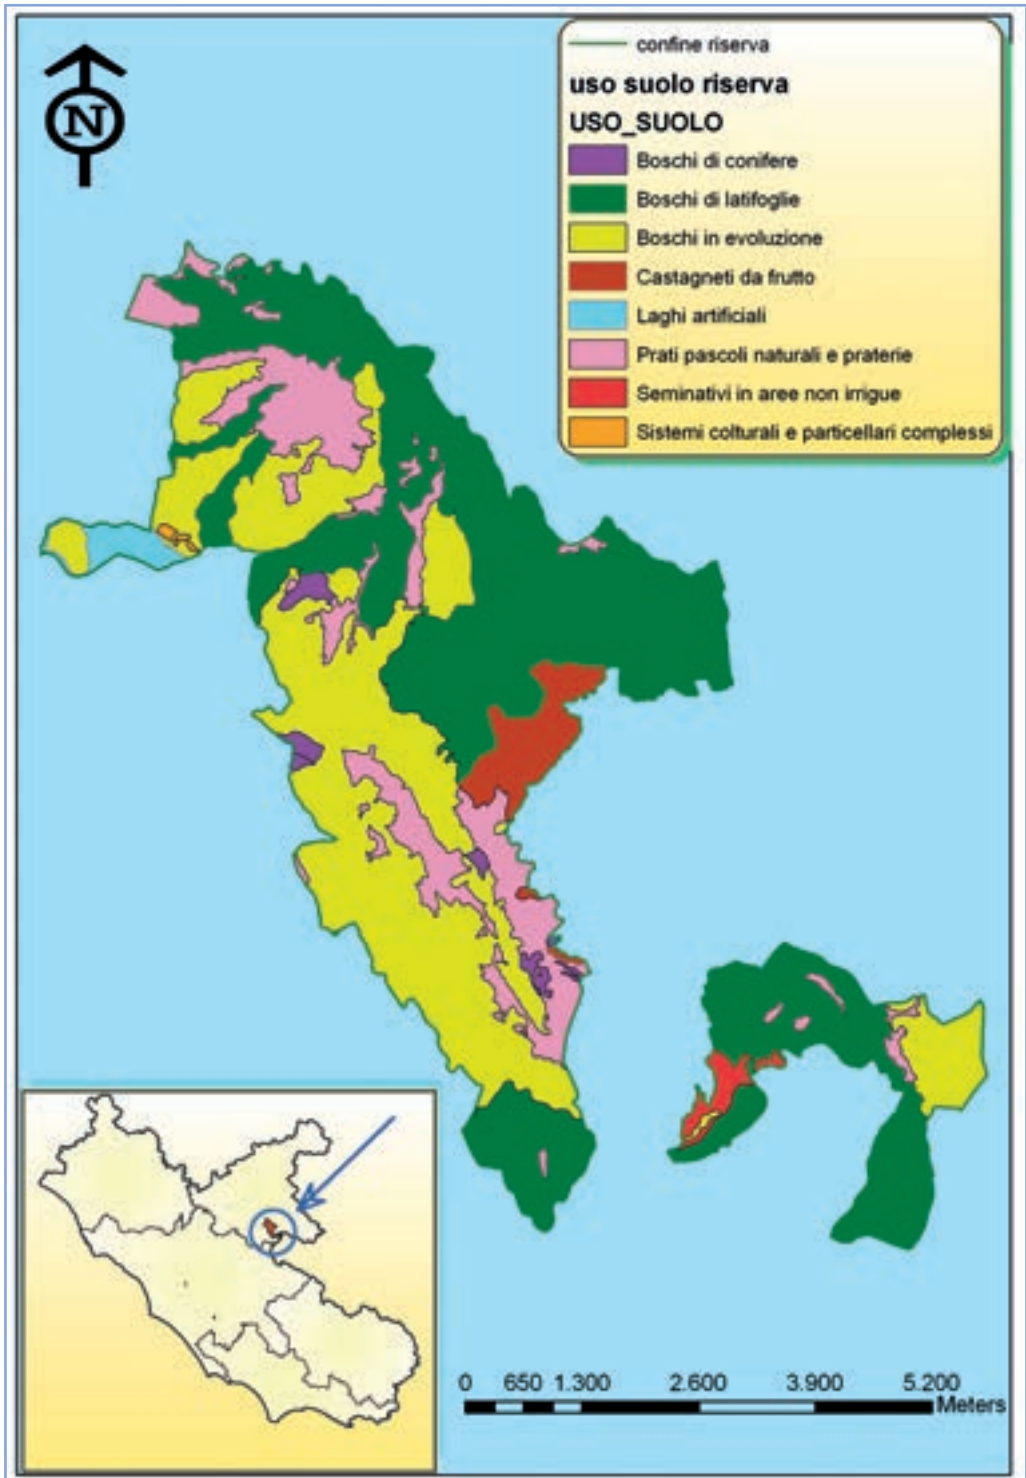 N
confine riserva
uso suolo riserva
USO_SUOLO
Boschi di conifere
Boschi di latifoglie
Boschi in evoluzione
Castagneti da frutto
Laghi artificiali
Prati pascoli naturali e praterie
Seminativi in aree non irrigue
Sistemi colturali e particellari complessi
0 650 1.300 2.600 3.900 5.200
Meters